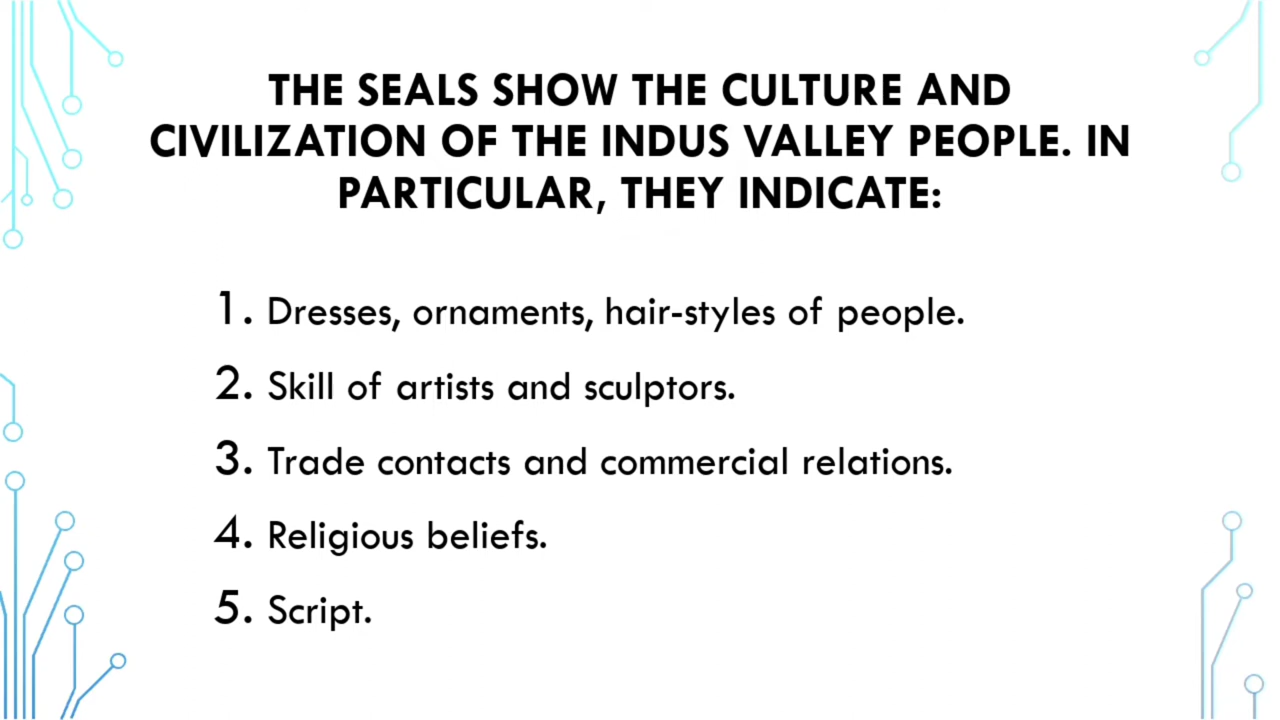 THE SEALS SHOW THE CULTURE AND
CIVILIZATION OF THE INDUS VALLEY PEOPLE. IN
PARTICULAR, THEY INDICATE:
1. Dresses, ornaments, hair-styles of people.
2. Skill of artists and sculptors.
3. Trade contacts and commercial relations.
4. Religious beliefs.
5. Script.